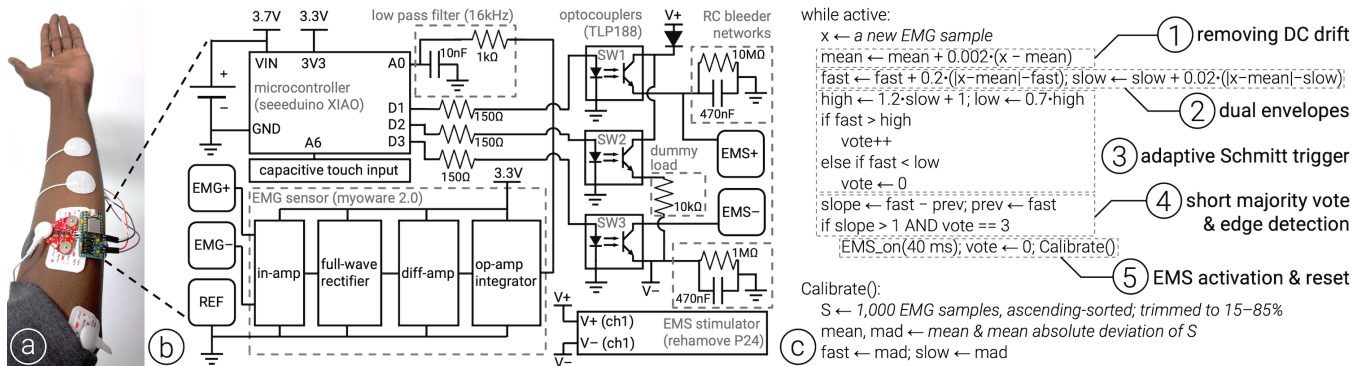 a
3.7V
3.3V
VIN
3V3
A0
microcontroller
(seeeduino XIAO)
D1
D2
D3
GND
A6
capacitive touch input
+
−
low pass filter (16kHz)
10nF
1kΩ
150Ω
150Ω
150Ω
optocouplers
(TLP188)
V+
SW1
SW2
SW3
dummy
load
10kΩ
V−
RC bleeder
networks
10MΩ
470nF
EMS+
EMS−
1MΩ
470nF
EMG+
EMG−
REF
EMG sensor (myoware 2.0)
3.3V
in-amp
full-wave
rectifier
diff-amp
op-amp
integrator
V+
V−
V+ (ch1)
V− (ch1)
EMS stimulator
(rehamove P24)
b
while active:
x ← a new EMG sample
mean ← mean + 0.002·(x − mean)
fast ← fast + 0.2·(|x−mean|−fast); slow ← slow + 0.02·(|x−mean|−slow)
high ← 1.2·slow + 1; low ← 0.7·high
if fast > high
vote++
else if fast < low
vote ← 0
slope ← fast − prev; prev ← fast
if slope > 1 AND vote == 3
EMS_on(40 ms); vote ← 0; Calibrate()
Calibrate():
S ← 1,000 EMG samples, ascending-sorted; trimmed to 15–85%
mean, mad ← mean & mean absolute deviation of S
fast ← mad; slow ← mad
1 removing DC drift
2 dual envelopes
3 adaptive Schmitt trigger
4 short majority vote
& edge detection
5 EMS activation & reset
c